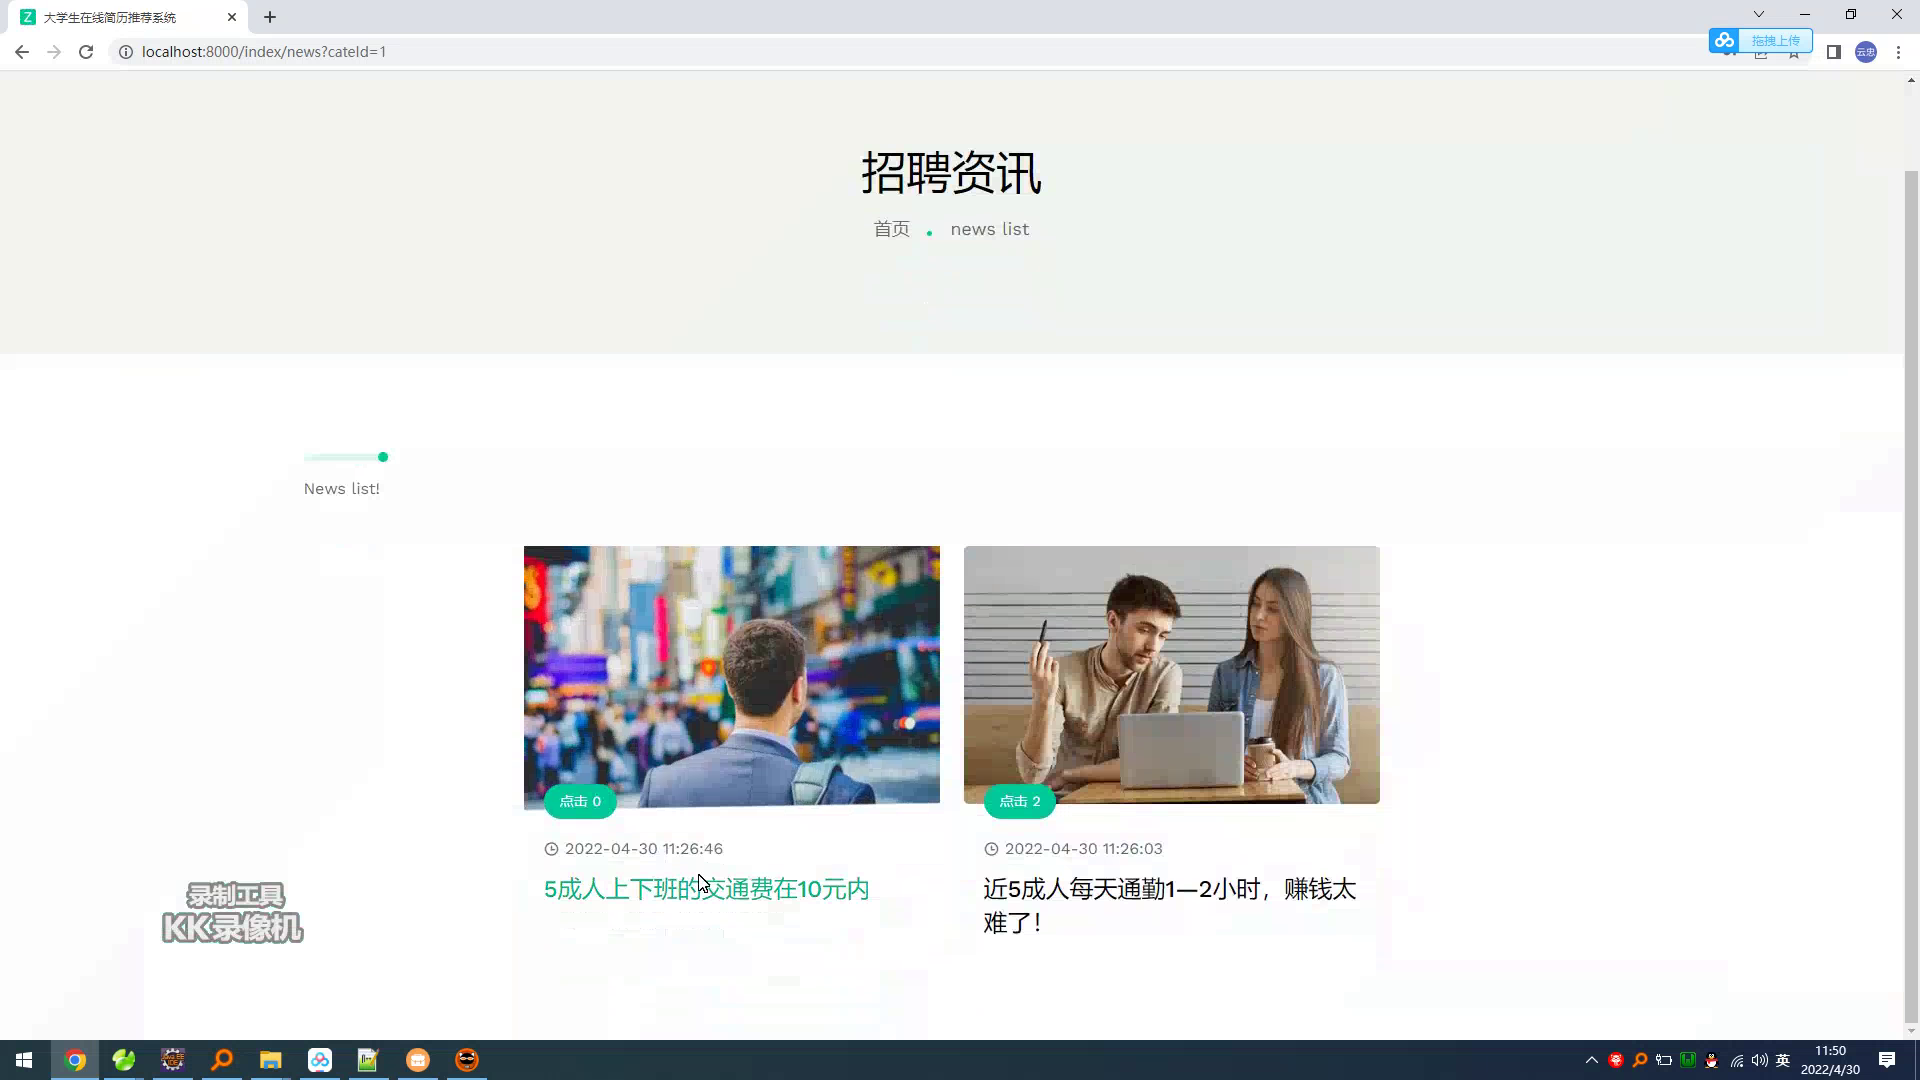 大学生在线简历推荐系统
localhost:8000/index/news?cateId=1
拖拽上传
云忠
招聘资讯
首页 . news list
News list!
点击 0
2022-04-30 11:26:46
5成人上下班的交通费在10元内
点击 2
2022-04-30 11:26:03
近5成人每天通勤1—2小时，赚钱太
难了！
录制工具
KK录像机
英
11:50
2022/4/30